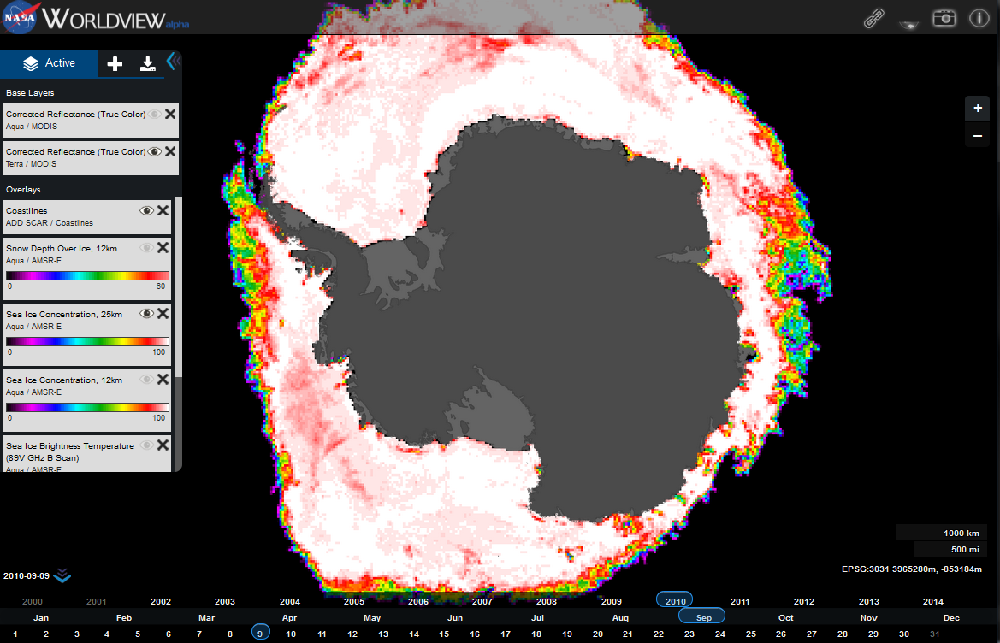 NASA WORLDVIEW alpha
Active
Base Layers
Corrected Reflectance (True Color)
Aqua / MODIS
Corrected Reflectance (True Color)
Terra / MODIS
Overlays
Coastlines
ADD SCAR / Coastlines
Snow Depth Over Ice, 12km
Aqua / AMSR-E
0 60
Sea Ice Concentration, 25km
Aqua / AMSR-E
0 100
Sea Ice Concentration, 12km
Aqua / AMSR-E
0 100
Sea Ice Brightness Temperature
(89V GHz B Scan)
Aqua / AMSR-E
+
−
1000 km
500 mi
EPSG:3031 3965280m, -853184m
2010-09-09
2000 2001 2002 2003 2004 2005 2006 2007 2008 2009 2010 2011 2012 2013 2014
Jan Feb Mar Apr May Jun Jul Aug Sep Oct Nov Dec
1 2 3 4 5 6 7 8 9 10 11 12 13 14 15 16 17 18 19 20 21 22 23 24 25 26 27 28 29 30 31